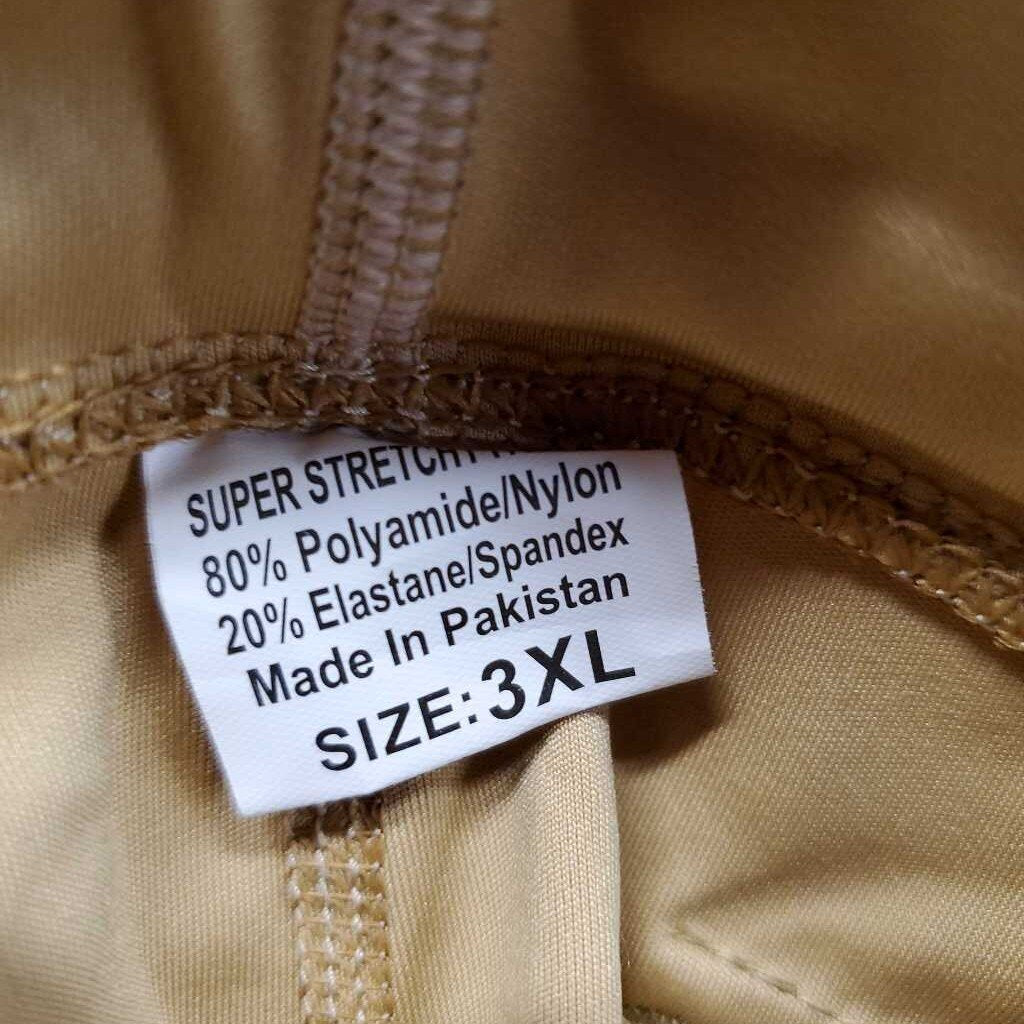 SUPER STRETCHY
80% Polyamide/Nylon
20% Elastane/Spandex
Made In Pakistan
SIZE: 3XL